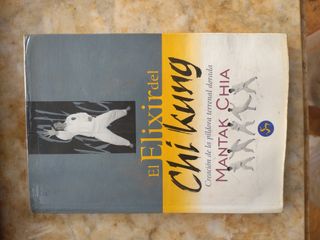 El Elixir del
Chi Kung
Creación de la píldora terrenal dorada
MANTAK CHIA